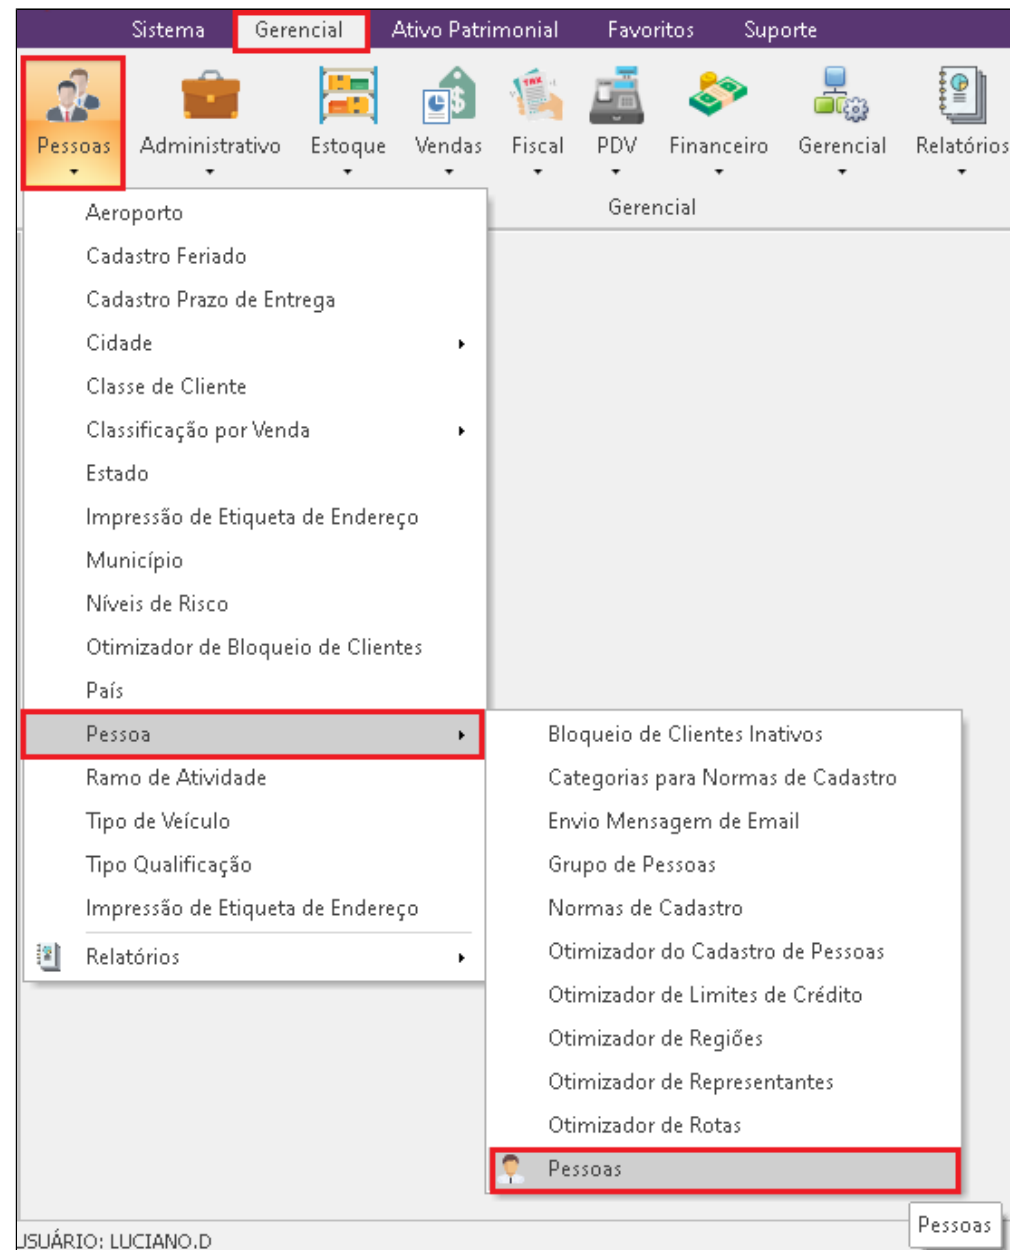 Sistema Gerencial Ativo Patrimonial Favoritos Suporte
TAX
Pessoas Administrativo Estoque Vendas Fiscal PDV Financeiro Gerencial Relatórios
Gerencial
Aeroporto
Cadastro Feriado
Cadastro Prazo de Entrega
Cidade
Classe de Cliente
Classificação por Venda
Estado
Impressão de Etiqueta de Endereço
Município
Níveis de Risco
Otimizador de Bloqueio de Clientes
País
Pessoa
Ramo de Atividade
Tipo de Veículo
Tipo Qualificação
Impressão de Etiqueta de Endereço
Relatórios
Bloqueio de Clientes Inativos
Categorias para Normas de Cadastro
Envio Mensagem de Email
Grupo de Pessoas
Normas de Cadastro
Otimizador do Cadastro de Pessoas
Otimizador de Limites de Crédito
Otimizador de Regiões
Otimizador de Representantes
Otimizador de Rotas
Pessoas
Pessoas
USUÁRIO: LUCIANO.D